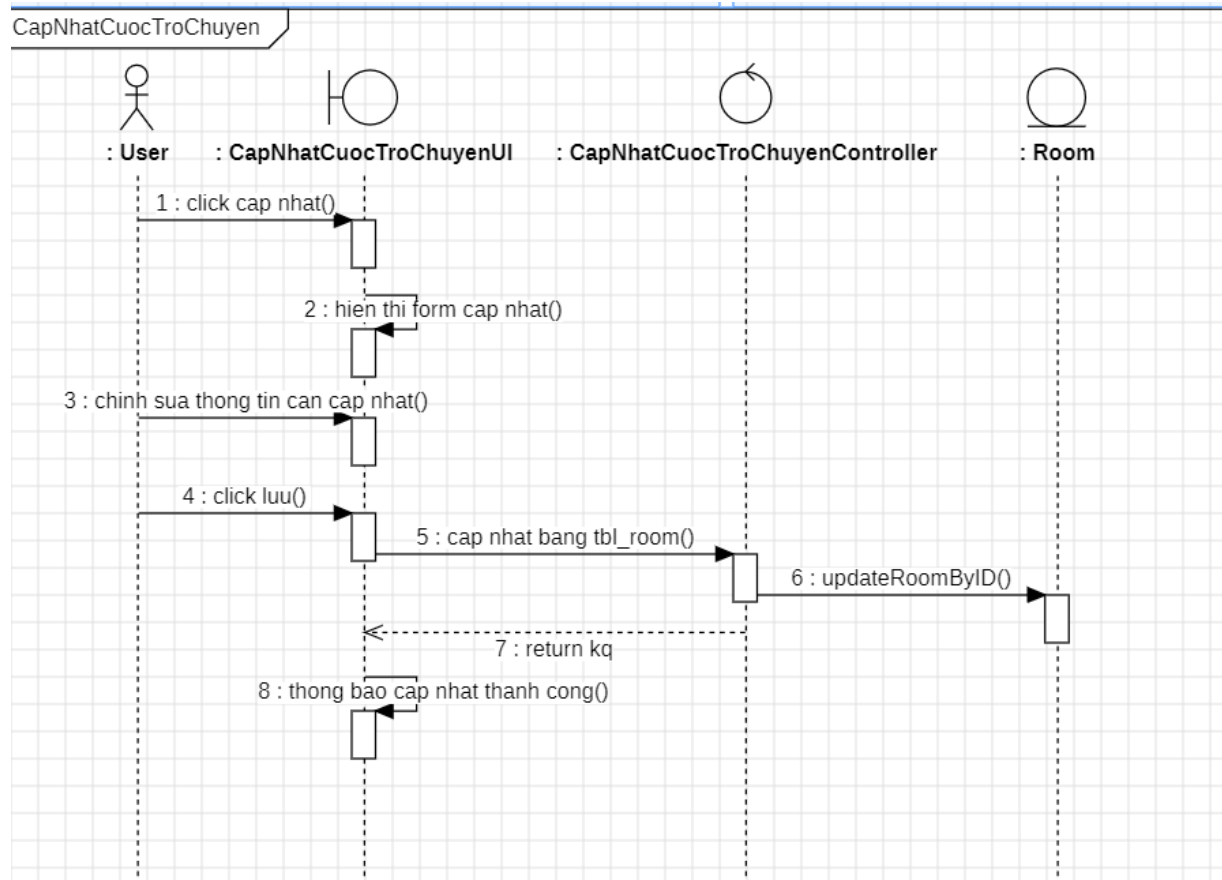 CapNhatCuocTroChuyen
: User
: CapNhatCuocTroChuyenUI
: CapNhatCuocTroChuyenController
: Room
1 : click cap nhat()
2 : hien thi form cap nhat()
3 : chinh sua thong tin can cap nhat()
4 : click luu()
5 : cap nhat bang tbl_room()
6 : updateRoomByID()
7 : return kq
8 : thong bao cap nhat thanh cong()